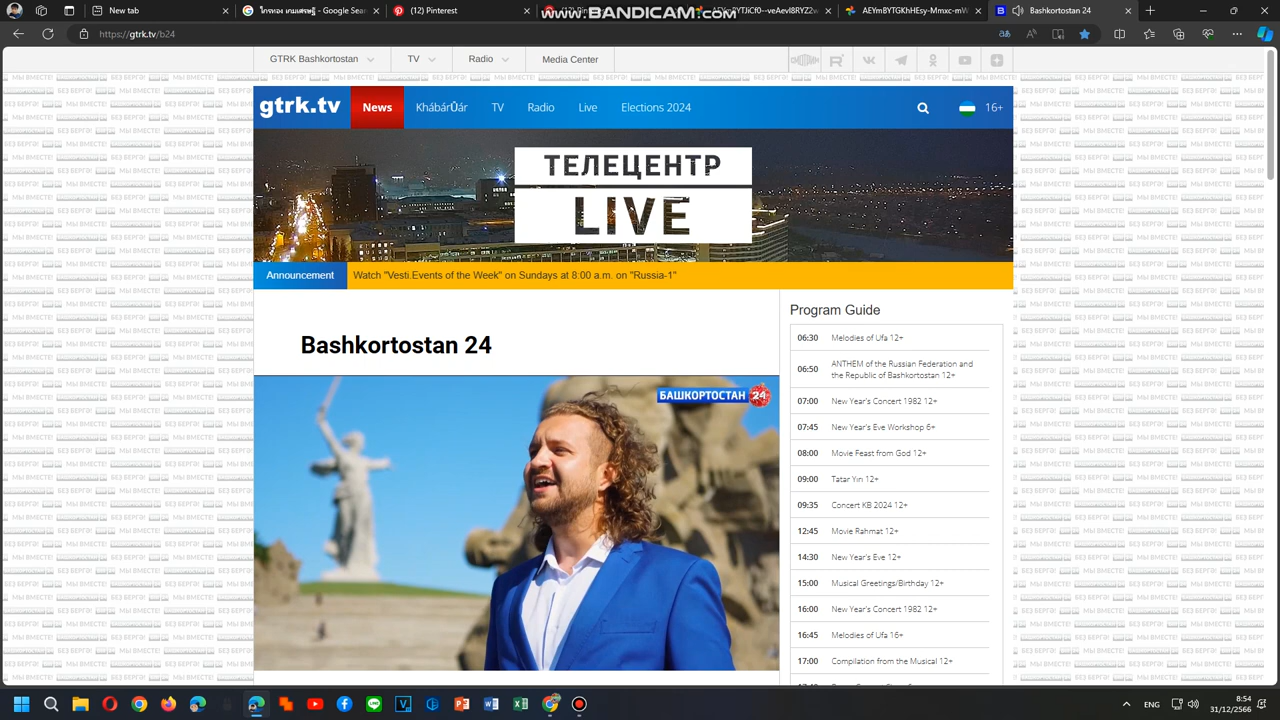 WWW.BANDICAM.COM
New tab
Pinterest
Bashkortostan 24
https://gtrk.tv/b24
GTRK Bashkortostan
TV
Radio
Media Center
gtrk.tv
News
TV
Radio
Live
Elections 2024
16+
ТЕЛЕЦЕНТР
LIVE
Announcement
Watch "Vesti.Events of the Week" on Sundays at 8:00 a.m. on "Russia-1"
Bashkortostan 24
БАШКОРТОСТАН 24
Program Guide
06:30 Melodies of Ufa 12+
06:50 ANTHEM of the Russian Federation and
the Republic of Bashkortostan 12+
07:00 New Year's Concert 1982 12+
07:45 New Year's Eve Workshop 6+
08:00 Movie Feast from God 12+
09:00 12+
09:35 Concert KB 2024 12+
12:45 Movie Rahmat 12+
14:30 New Year's Eve 12+
15:00 Musical Greetings/Birthday 12+
16:00 New Year's Concert 1982 12+
16:45 Melodies of Ufa 16+
17:00 Compilation from the Musical 12+
МЫ ВМЕСТЕ!
БЕЗ БЕРГӘ!
8:54
31/12/2566